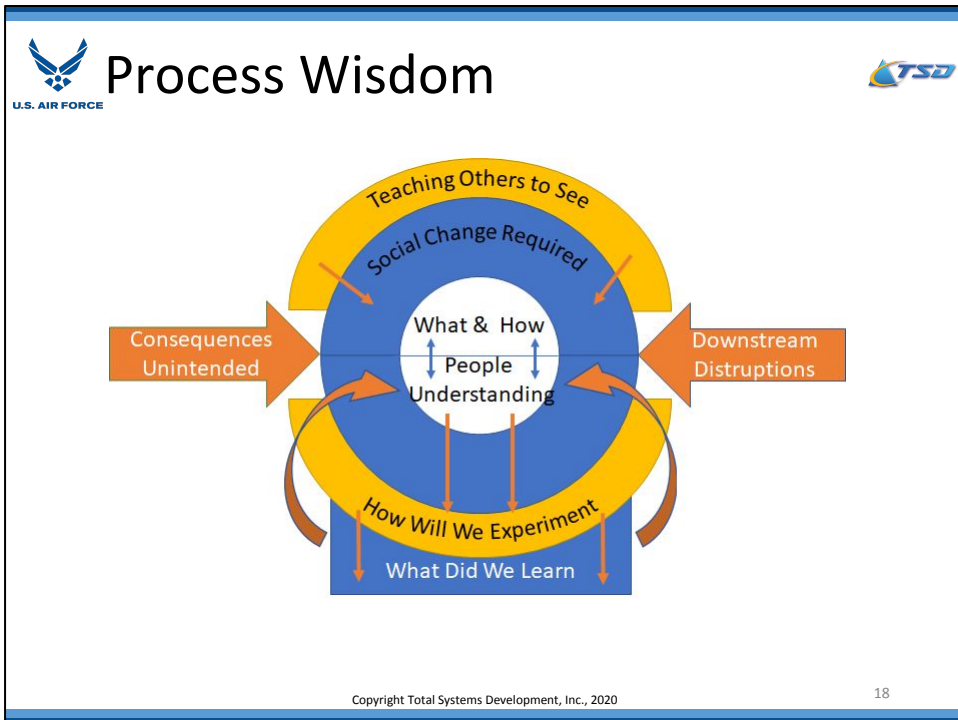 Process Wisdom
U.S. AIR FORCE
TSD
Teaching Others to See
Social Change Required
What & How
People
Understanding
Consequences
Unintended
Downstream
Distruptions
How Will We Experiment
What Did We Learn
Copyright Total Systems Development, Inc., 2020
18